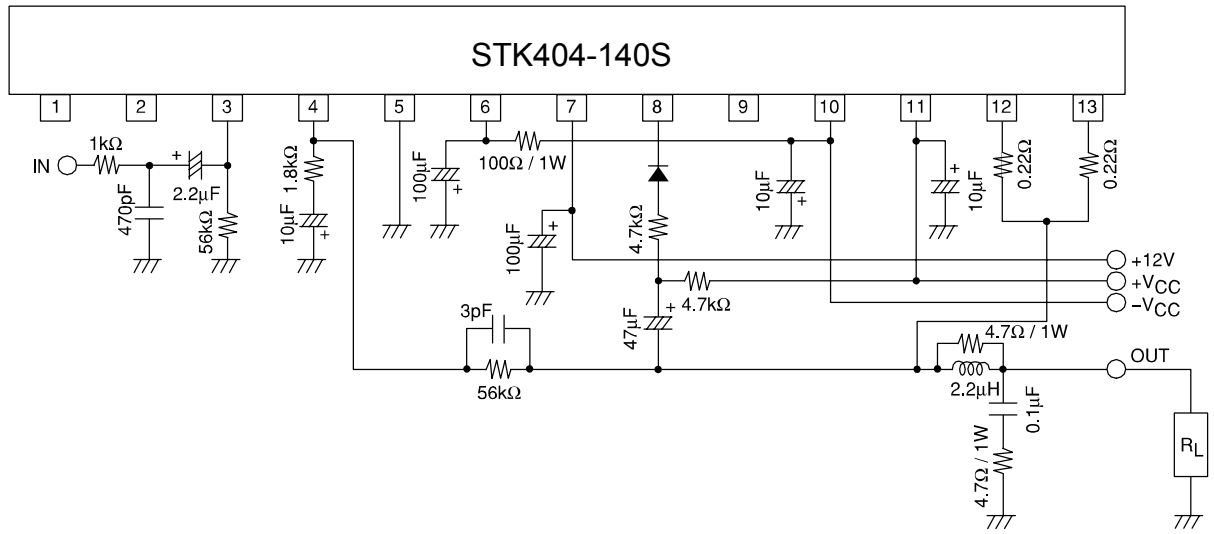 STK404-140S
1
2
3
4
5
6
7
8
9
10
11
12
13
IN
1kΩ
470pF
+
2.2μF
56kΩ
1.8kΩ
10μF
+
100μF
+
100Ω / 1W
100μF
+
4.7kΩ
10μF
+
10μF
+
0.22Ω
0.22Ω
+12V
+VCC
-VCC
4.7kΩ
47μF
+
3pF
56kΩ
4.7Ω / 1W
2.2μH
OUT
0.1μF
4.7Ω / 1W
RL